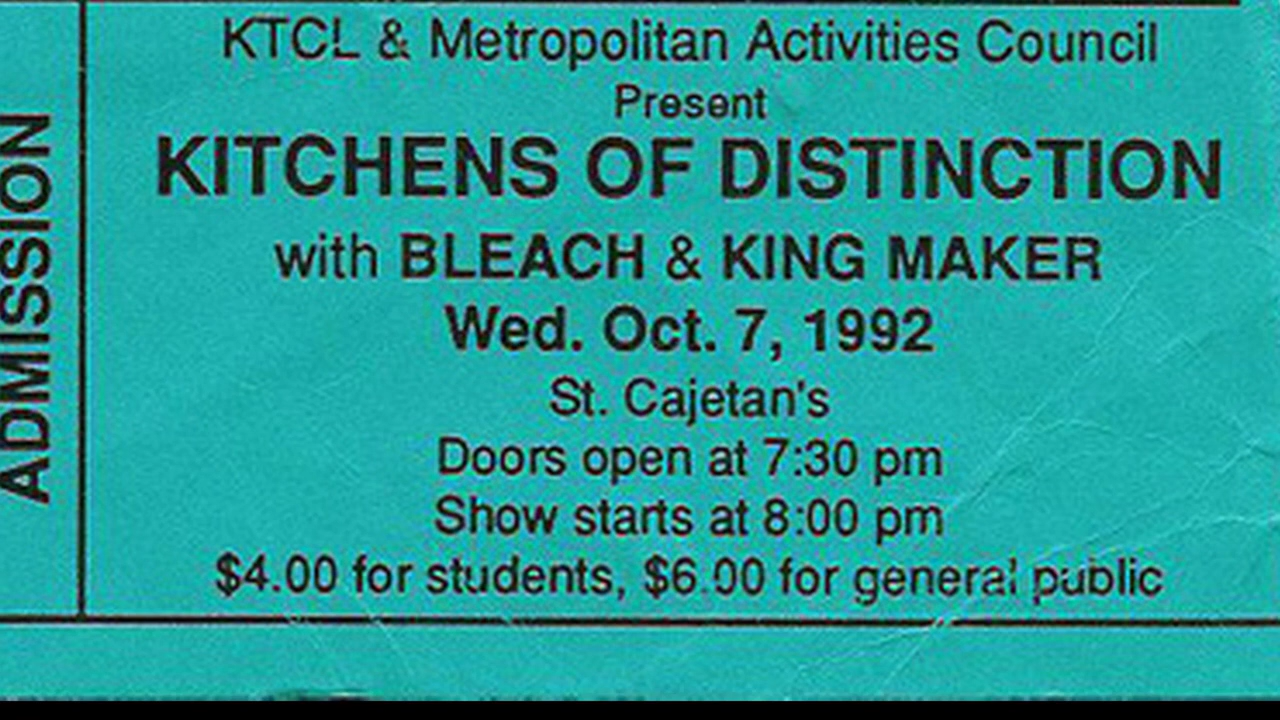 ADMISSION
KTCL & Metropolitan Activities Council
Present
KITCHENS OF DISTINCTION
with BLEACH & KING MAKER
Wed. Oct. 7, 1992
St. Cajetan's
Doors open at 7:30 pm
Show starts at 8:00 pm
$4.00 for students, $6.00 for general public